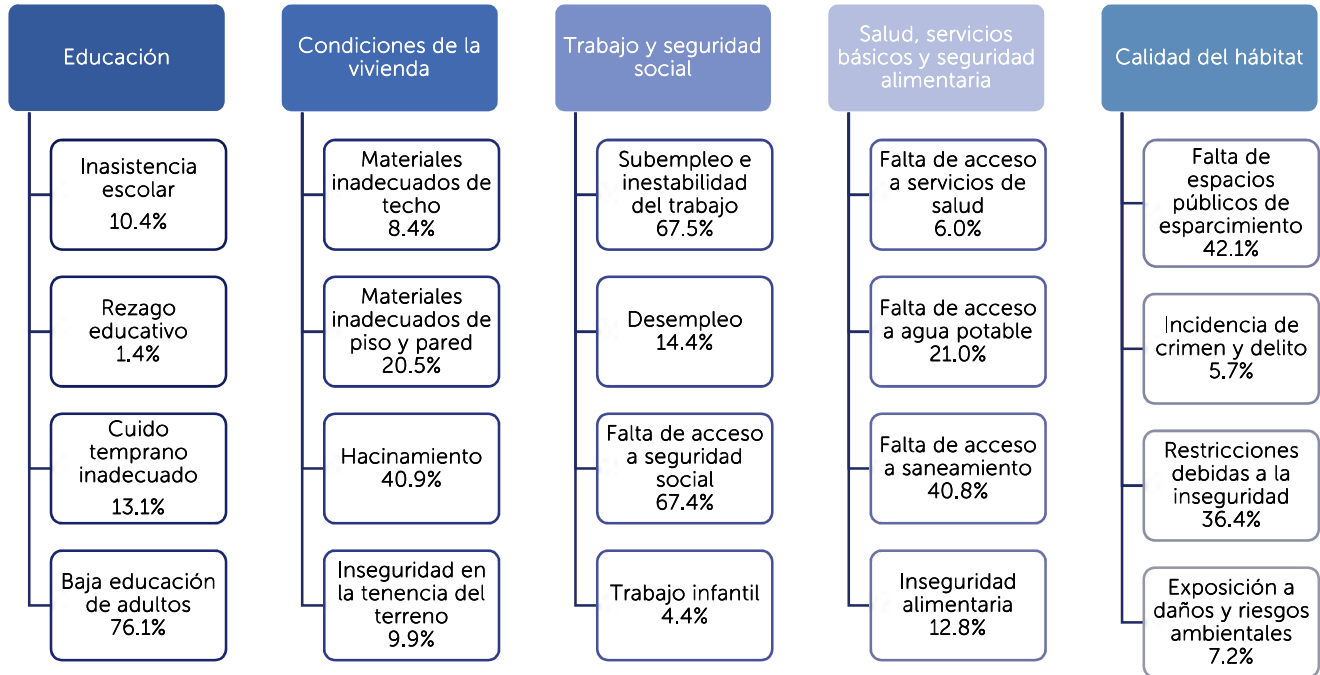 Educación
Inasistencia
escolar
10.4%
Rezago
educativo
1.4%
Cuido
temprano
inadecuado
13.1%
Baja educación
de adultos
76.1%
Condiciones de la
vivienda
Materiales
inadecuados de
techo
8.4%
Materiales
inadecuados de
piso y pared
20.5%
Hacinamiento
40.9%
Inseguridad en
la tenencia del
terreno
9.9%
Trabajo y seguridad
social
Subempleo e
inestabilidad
del trabajo
67.5%
Desempleo
14.4%
Falta de acceso
a seguridad
social
67.4%
Trabajo infantil
4.4%
Salud, servicios
básicos y seguridad
alimentaria
Falta de acceso
a servicios de
salud
6.0%
Falta de acceso
a agua potable
21.0%
Falta de acceso
a saneamiento
40.8%
Inseguridad
alimentaria
12.8%
Calidad del hábitat
Falta de
espacios
públicos de
esparcimiento
42.1%
Incidencia de
crimen y delito
5.7%
Restricciones
debidas a la
inseguridad
36.4%
Exposición a
daños y riesgos
ambientales
7.2%